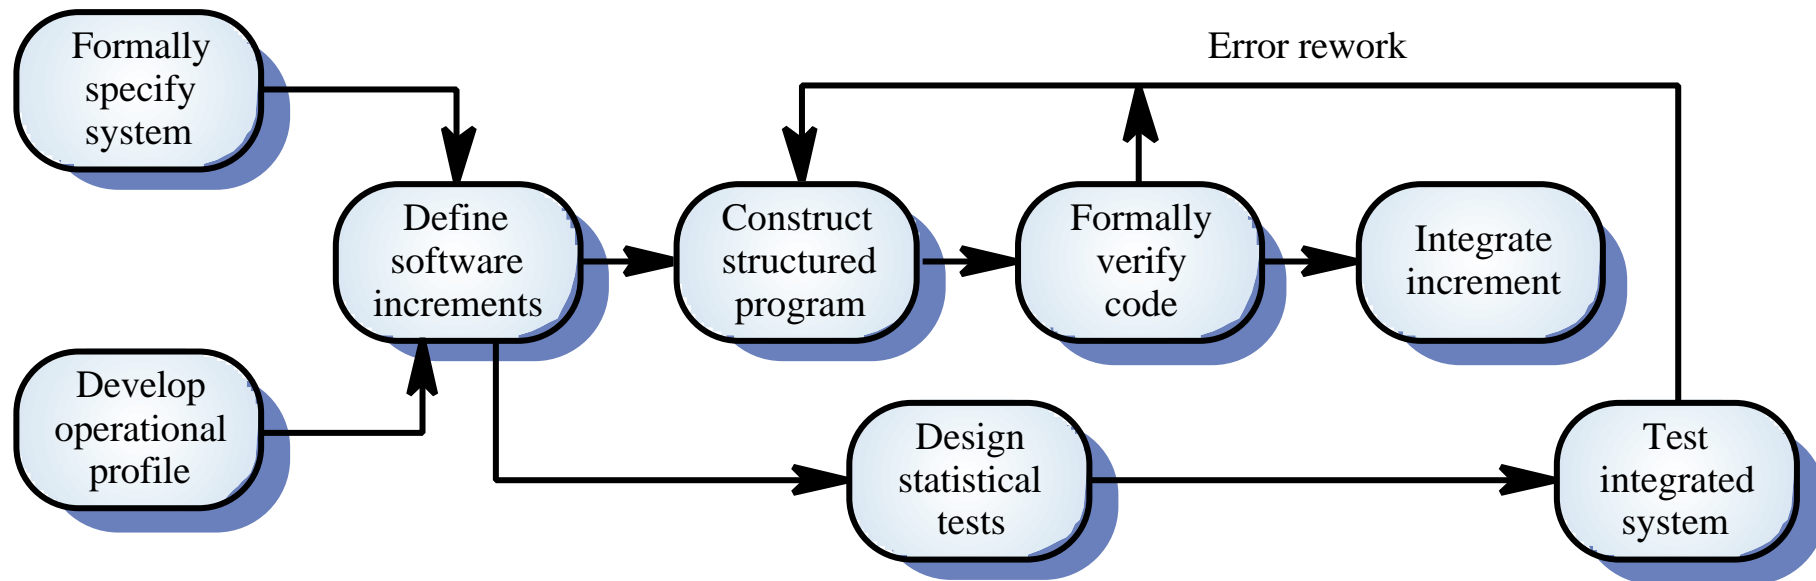 Formally
specify
system
Error rework
Define
software
increments
Construct
structured
program
Formally
verify
code
Integrate
increment
Develop
operational
profile
Design
statistical
tests
Test
integrated
system